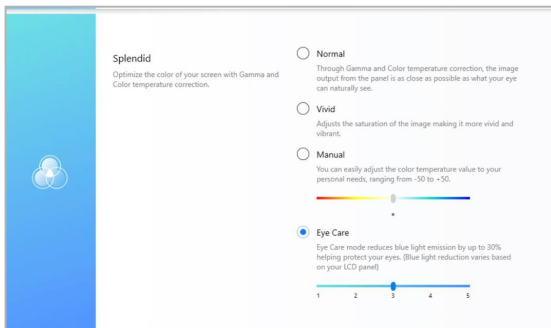 Splendid
Optimize the color of your screen with Gamma and
Color temperature correction.
Normal
Through Gamma and Color temperature correction, the image
output from the panel is as close as possible as what your eye
can naturally see.
Vivid
Adjusts the saturation of the image making it more vivid and
vibrant.
Manual
You can easily adjust the color temperature value to your
personal needs, ranging from -50 to +50.
Eye Care
Eye Care mode reduces blue light emission by up to 30%
helping protect your eyes. (Blue light reduction varies based
on your LCD panel)
1 2 3 4 5